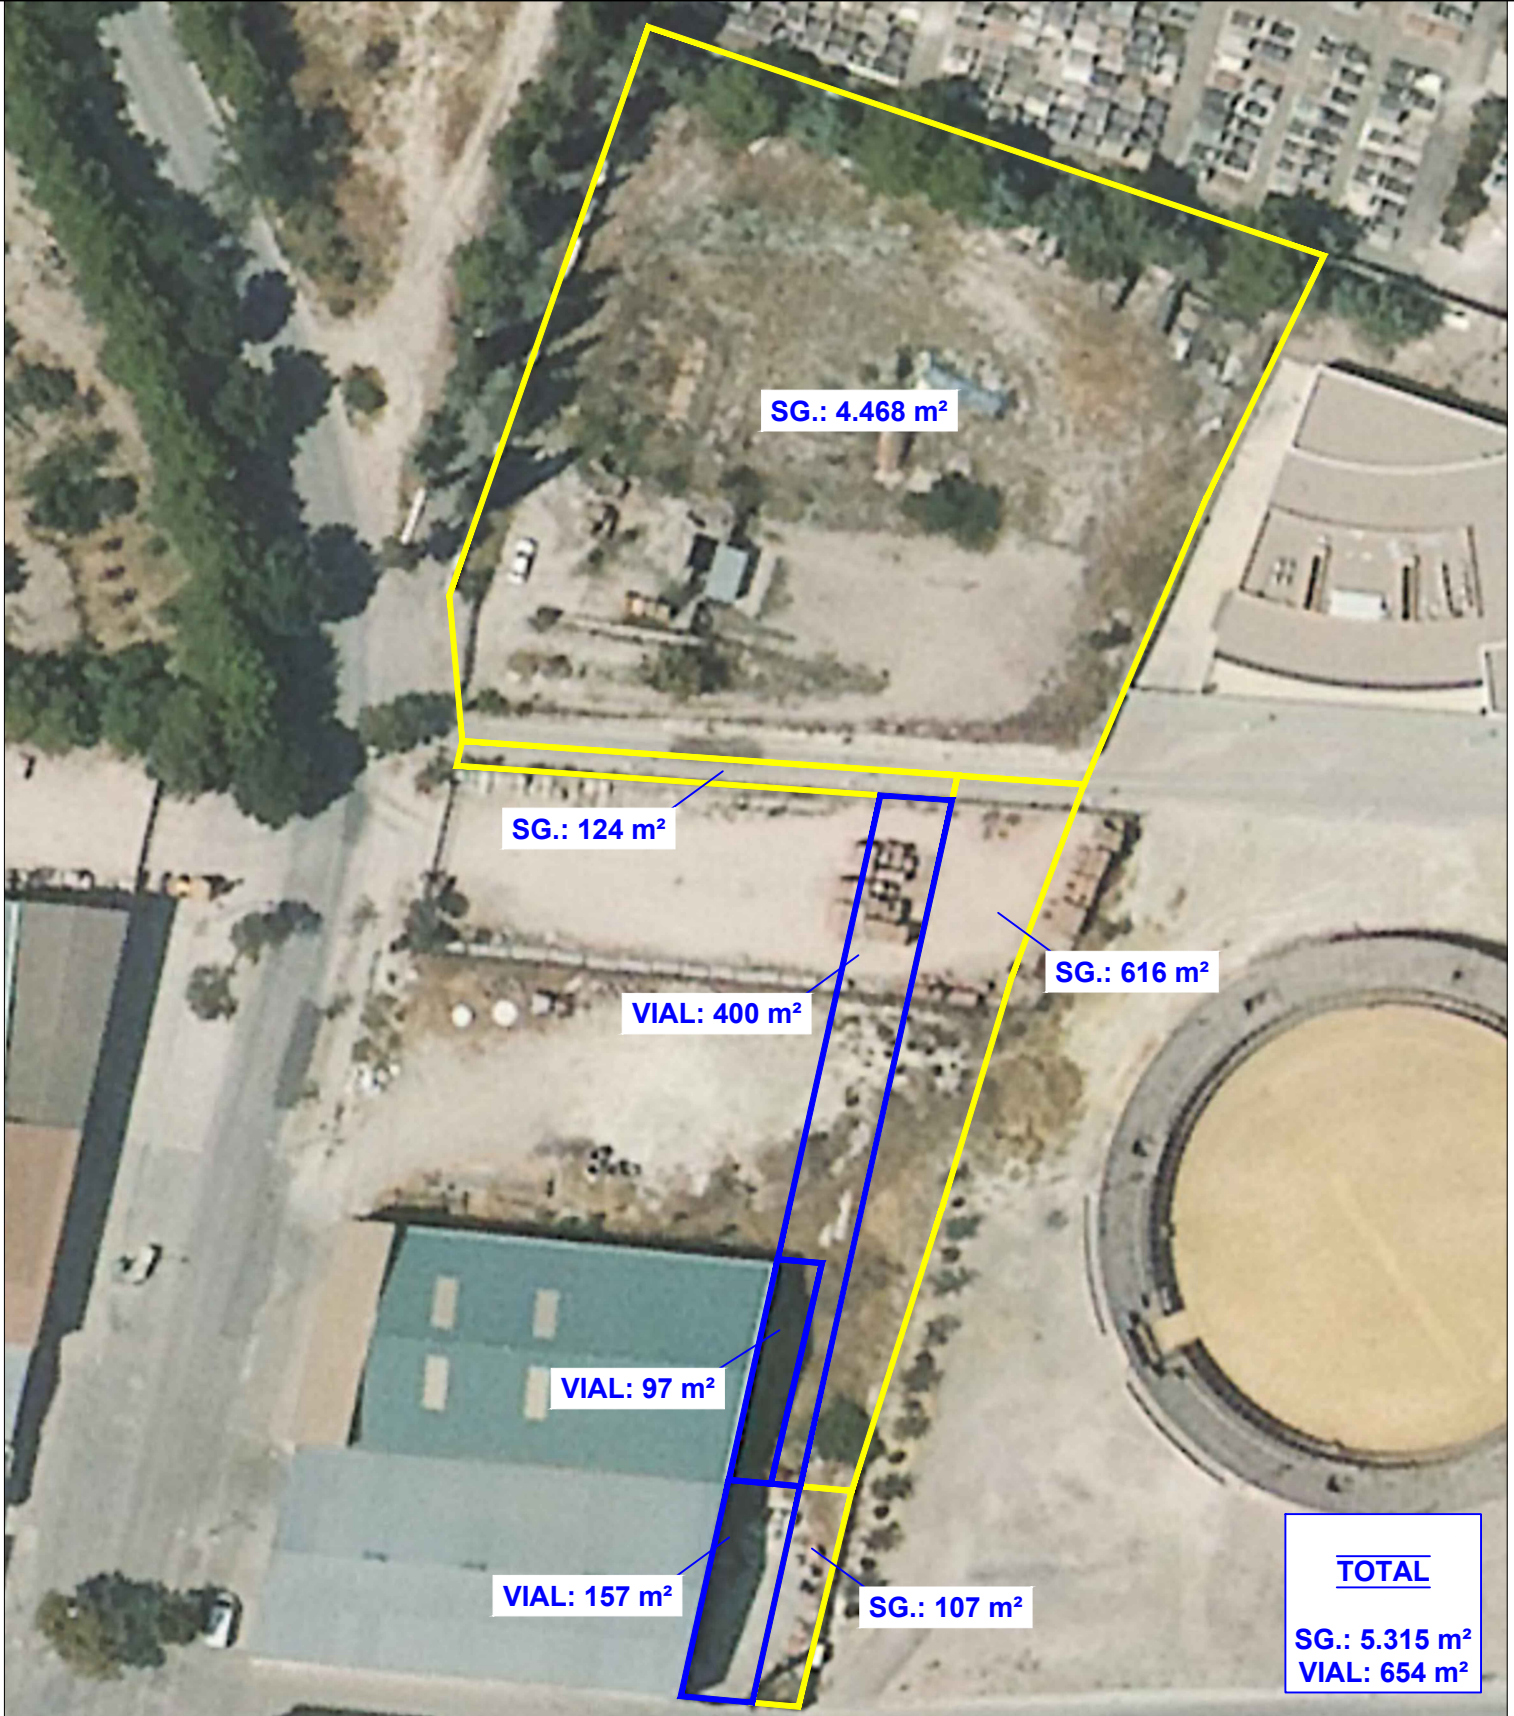 SG.: 4.468 m²
SG.: 124 m²
SG.: 616 m²
VIAL: 400 m²
VIAL: 97 m²
VIAL: 157 m²
SG.: 107 m²
TOTAL
SG.: 5.315 m²
VIAL: 654 m²